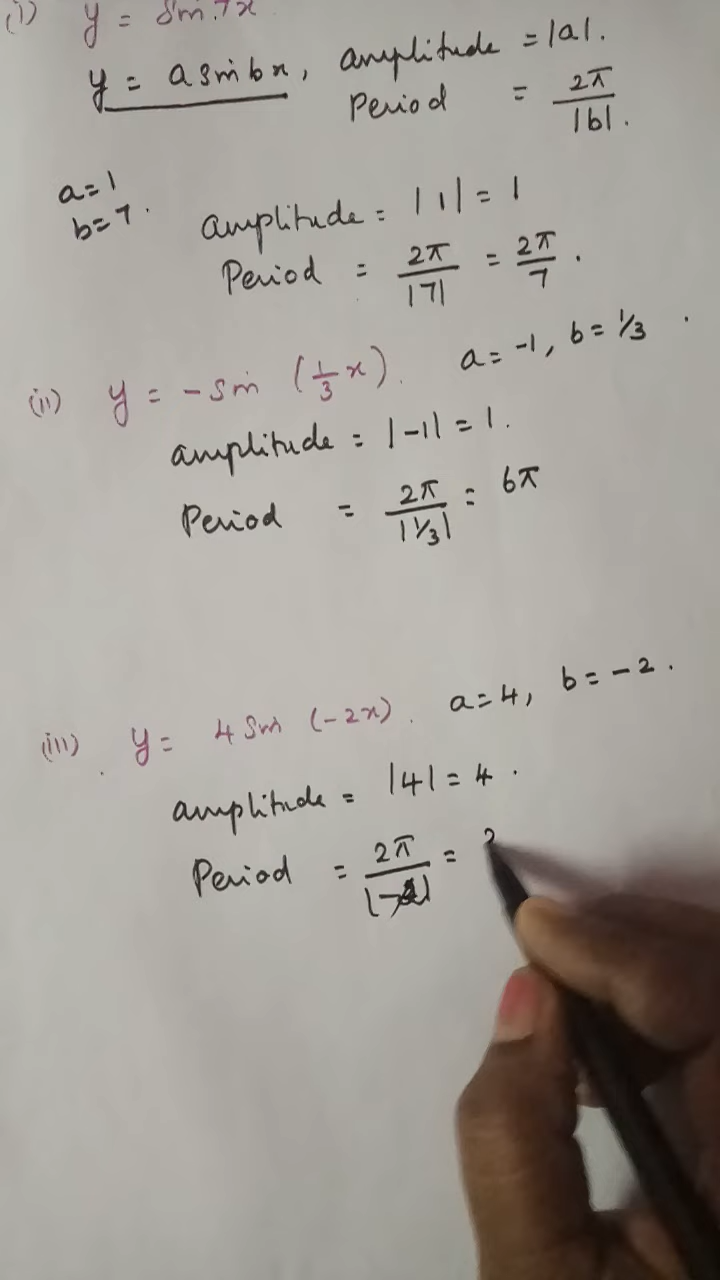 (i) y = sin 7x
y = a sin bx, amplitude = |a|.
Period = 2π/|b|.
a=1
b=7.
amplitude = |1| = 1
Period = 2π/|7| = 2π/7.
(ii) y = -sin (1/3 x). a = -1, b = 1/3.
amplitude = |-1| = 1.
Period = 2π/|1/3| = 6π
(iii) y = 4 sin (-2x). a=4, b = -2.
amplitude = |4| = 4.
Period = 2π/|-2| =